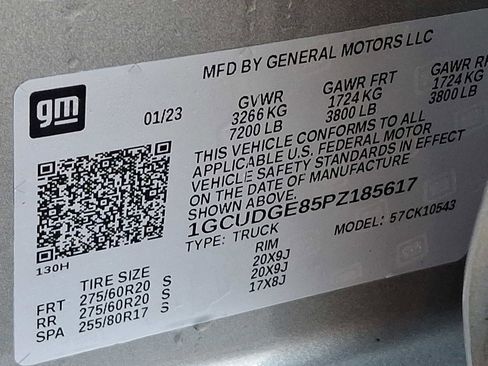 MFD BY GENERAL MOTORS LLC
gm
01/23
GVWR GAWR FRT GAWR RR
3266 KG 1724 KG 1724 KG
7200 LB 3800 LB 3800 LB
THIS VEHICLE CONFORMS TO ALL
APPLICABLE U.S. FEDERAL MOTOR
VEHICLE SAFETY STANDARDS IN EFFECT
ON THE DATE OF MANUFACTURE
SHOWN ABOVE.
1GCUDGE85PZ185617
TYPE: TRUCK MODEL: 57CK10543
130H
TIRE SIZE RIM
FRT 275/60R20 S 20X9J
RR 275/60R20 S 20X9J
SPA 255/80R17 S 17X8J